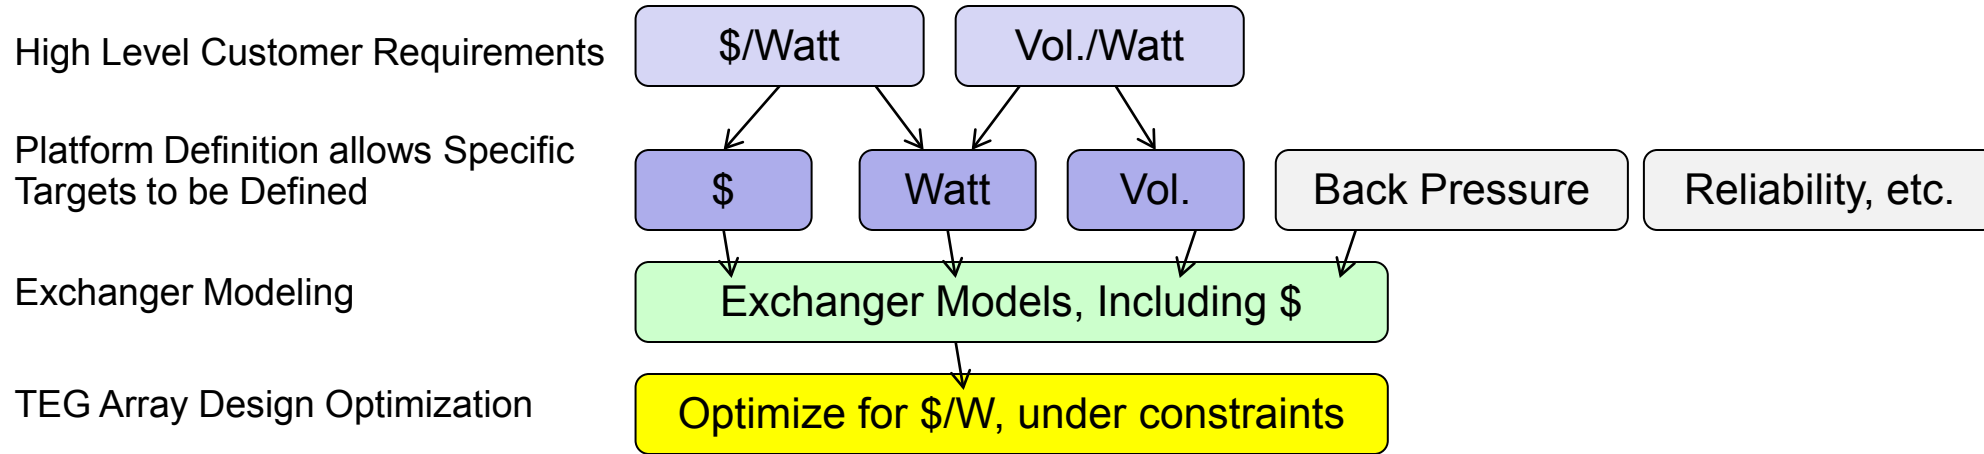 High Level Customer Requirements
$/Watt
Vol./Watt
Platform Definition allows Specific
Targets to be Defined
$
Watt
Vol.
Back Pressure
Reliability, etc.
Exchanger Modeling
Exchanger Models, Including $
TEG Array Design Optimization
Optimize for $/W, under constraints